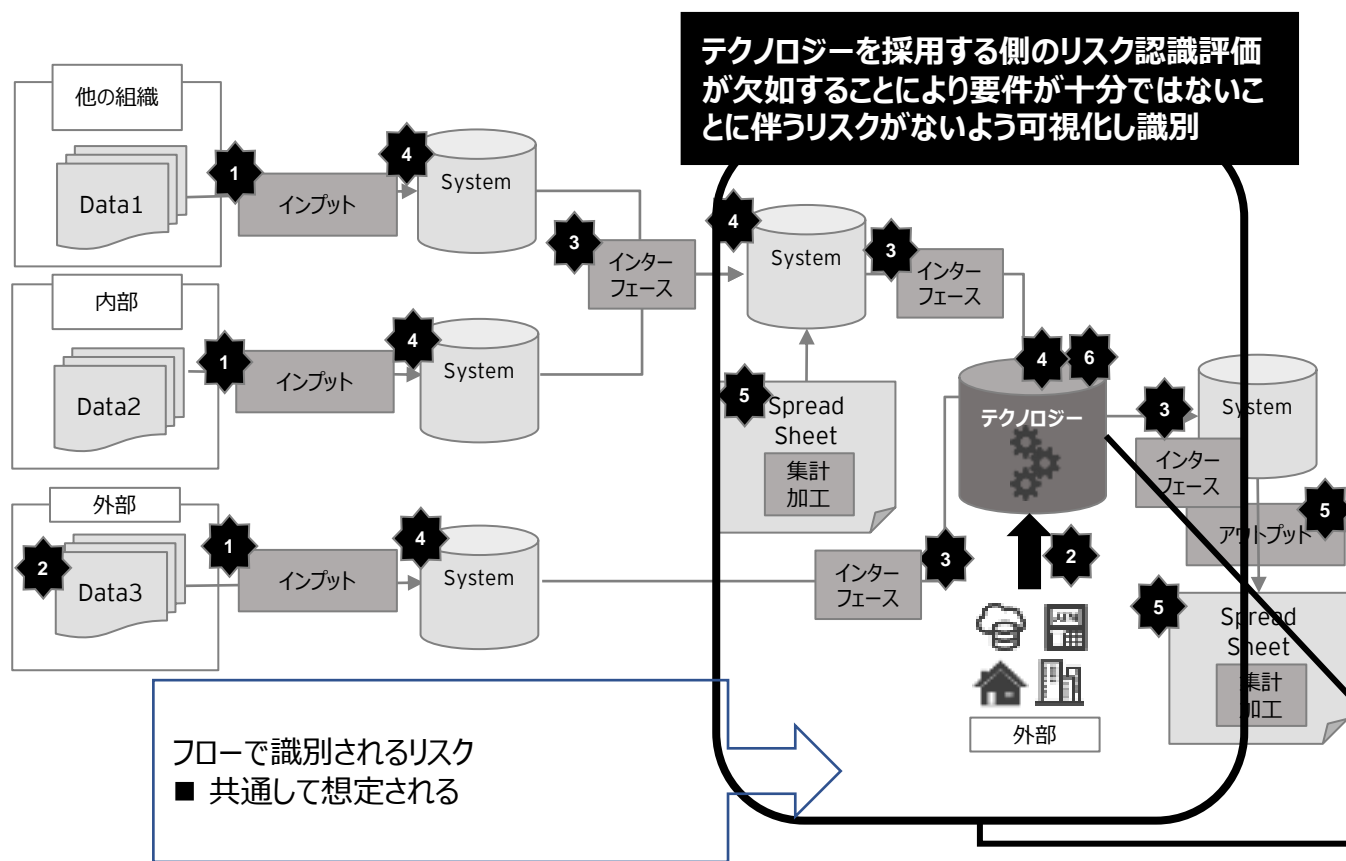 テクノロジーを採用する側のリスク認識評価
が欠如することにより要件が十分ではないこ
とに伴うリスクがないよう可視化し識別
他の組織
Data1
1
インプット
4
System
内部
Data2
1
インプット
4
System
外部
2
Data3
1
インプット
4
System
3
インター
フェース
4
System
3
インター
フェース
5
Spread
Sheet
集計
加工
4
6
テクノロジー
3
インター
フェース
System
3
インター
フェース
2
外部
アウトプット
5
5
Spread
Sheet
集計
加工
フローで識別されるリスク
■ 共通して想定される